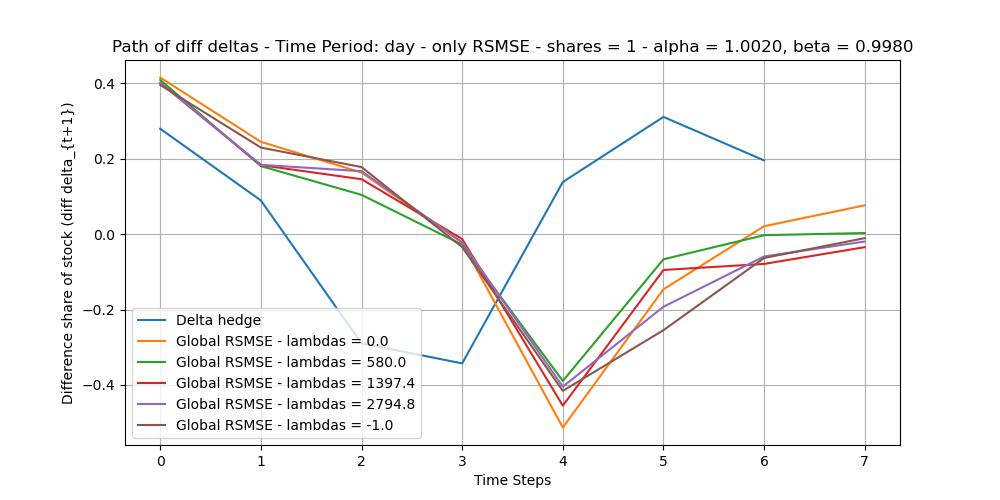 Path of diff deltas - Time Period: day - only RSMSE - shares = 1 - alpha = 1.0020, beta = 0.9980
Difference share of stock (diff delta_{t+1})
0.4
0.2
0.0
−0.2
−0.4
Delta hedge
Global RSMSE - lambdas = 0.0
Global RSMSE - lambdas = 580.0
Global RSMSE - lambdas = 1397.4
Global RSMSE - lambdas = 2794.8
Global RSMSE - lambdas = -1.0
0 1 2 3 4 5 6 7
Time Steps